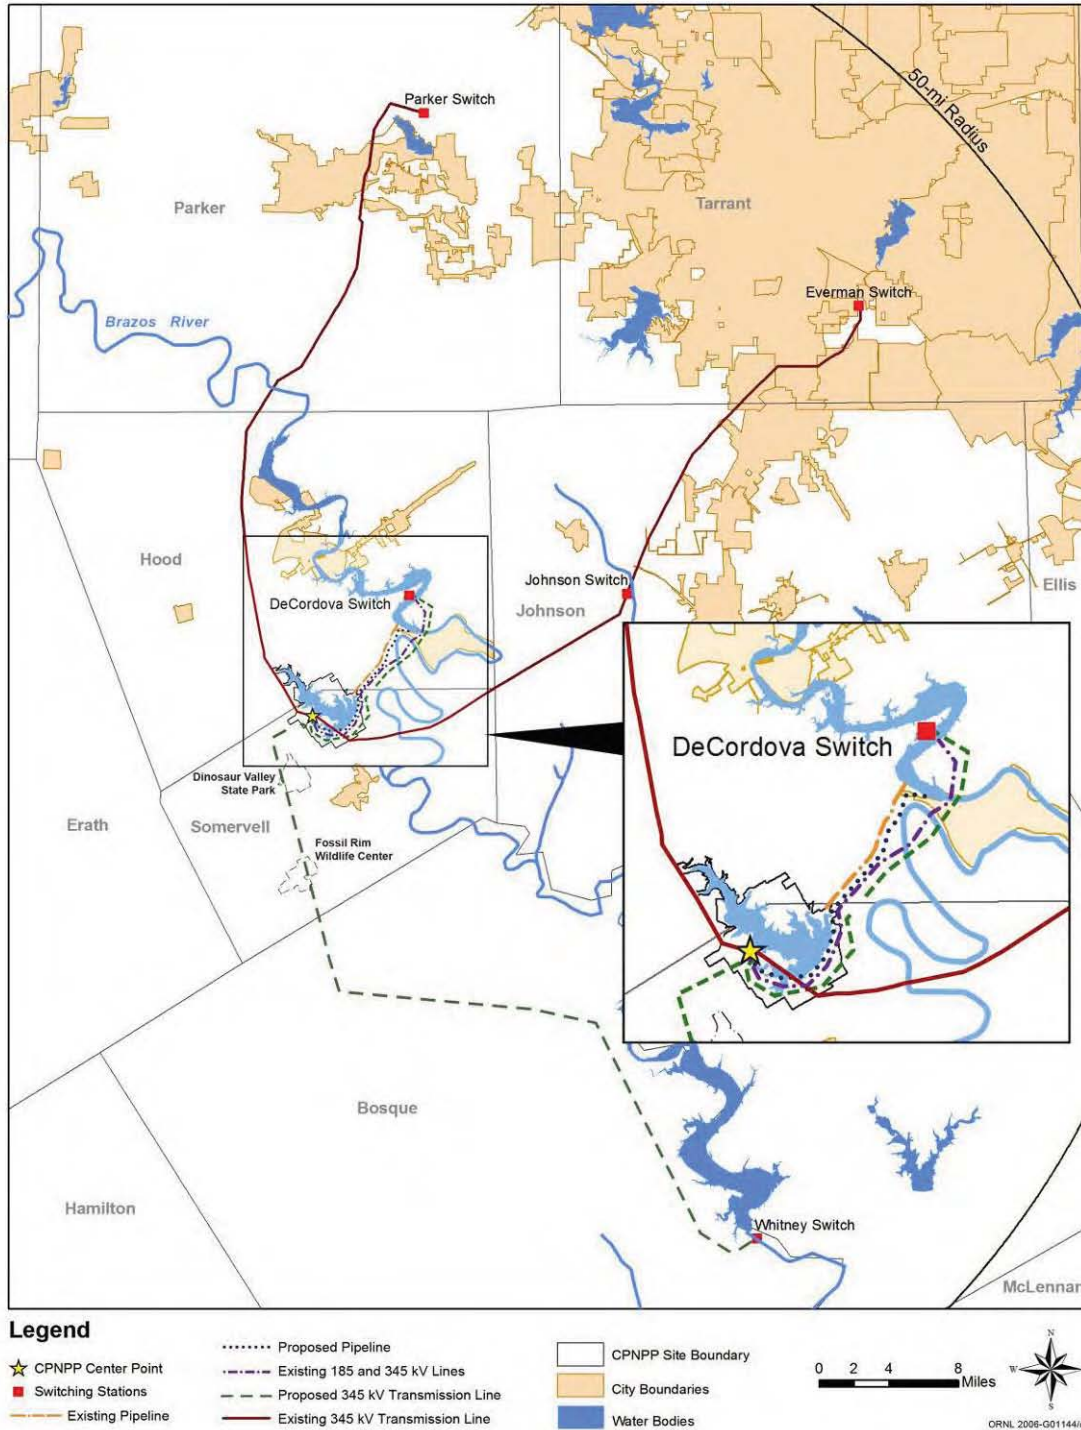 50-mi Radius
Parker Switch
Parker
Tarrant
Everman Switch
Brazos River
Hood
Johnson Switch
Johnson
Ellis
DeCordova Switch
DeCordova Switch
Dinosaur Valley
State Park
Erath
Somervell
Fossil Rim
Wildlife Center
Bosque
Hamilton
Whitney Switch
McLennan
Legend
CPNPP Center Point
Switching Stations
Existing Pipeline
Proposed Pipeline
Existing 185 and 345 kV Lines
Proposed 345 kV Transmission Line
Existing 345 kV Transmission Line
CPNPP Site Boundary
City Boundaries
Water Bodies
0 2 4 8
Miles
N
W E
S
ORNL 2006-G01144/